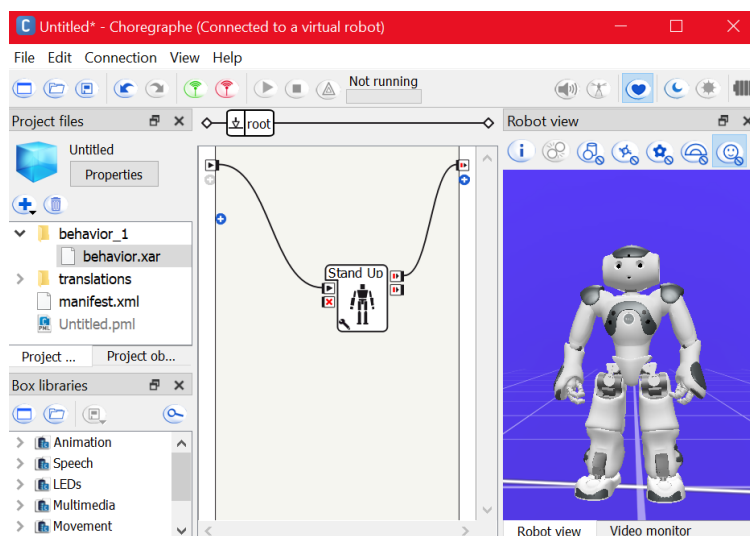 Untitled* - Choregraphe (Connected to a virtual robot)
File Edit Connection View Help
Not running
Project files
root
Robot view
Untitled
Properties
behavior_1
behavior.xar
translations
manifest.xml
Untitled.pml
Stand Up
Project ...
Project ob...
Box libraries
Animation
Speech
LEDs
Multimedia
Movement
Robot view
Video monitor